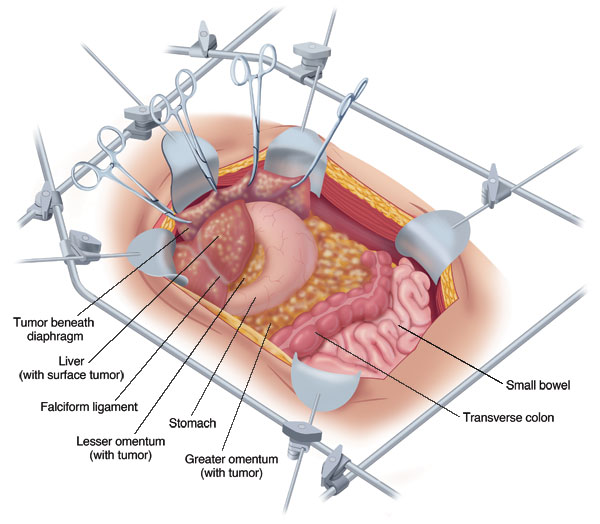 Tumor beneath
diaphragm
Liver
(with surface tumor)
Falciform ligament
Lesser omentum
(with tumor)
Stomach
Greater omentum
(with tumor)
Small bowel
Transverse colon